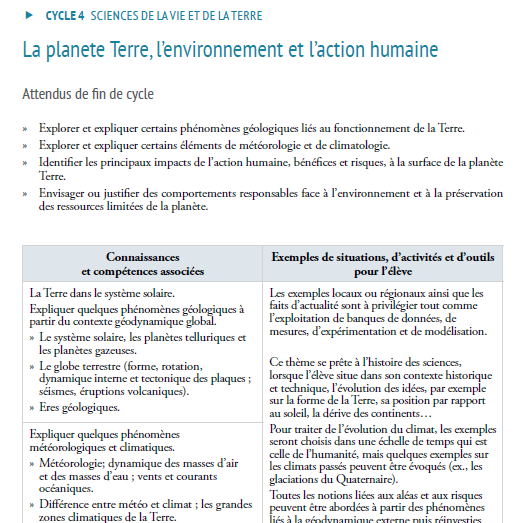 ► CYCLE 4 SCIENCES DE LA VIE ET DE LA TERRE
La planete Terre, l'environnement et l'action humaine
Attendus de fin de cycle
» Explorer et expliquer certains phénomènes géologiques liés au fonctionnement de la Terre.
» Explorer et expliquer certains éléments de météorologie et de climatologie.
» Identifier les principaux impacts de l'action humaine, bénéfices et risques, à la surface de la planète
Terre.
» Envisager ou justifier des comportements responsables face à l'environnement et à la préservation
des ressources limitées de la planète.
Connaissances
et compétences associées
La Terre dans le système solaire.
Expliquer quelques phénomènes géologiques à
partir du contexte géodynamique global.
» Le système solaire, les planètes telluriques et
les planètes gazeuses.
» Le globe terrestre (forme, rotation,
dynamique interne et tectonique des plaques ;
séismes, éruptions volcaniques).
» Eres géologiques.
Expliquer quelques phénomènes
météorologiques et climatiques.
» Météorologie; dynamique des masses d'air
et des masses d'eau ; vents et courants
océaniques.
» Différence entre météo et climat ; les grandes
zones climatiques de la Terre.
Exemples de situations, d'activités et d'outils
pour l'élève
Les exemples locaux ou régionaux ainsi que les
faits d'actualité sont à privilégier tout comme
l'exploitation de banques de données, de
mesures, d'expérimentation et de modélisation.
Ce thème se prête à l'histoire des sciences,
lorsque l'élève situe dans son contexte historique
et technique, l'évolution des idées, par exemple
sur la forme de la Terre, sa position par rapport
au soleil, la dérive des continents…
Pour traiter de l'évolution du climat, les exemples
seront choisis dans une échelle de temps qui est
celle de l'humanité, mais quelques exemples sur
les climats passés peuvent être évoqués (ex., les
glaciations du Quaternaire).
Toutes les notions liées aux aléas et aux risques
peuvent être abordées à partir des phénomènes
liés à la géodynamique externe puis réinvesties